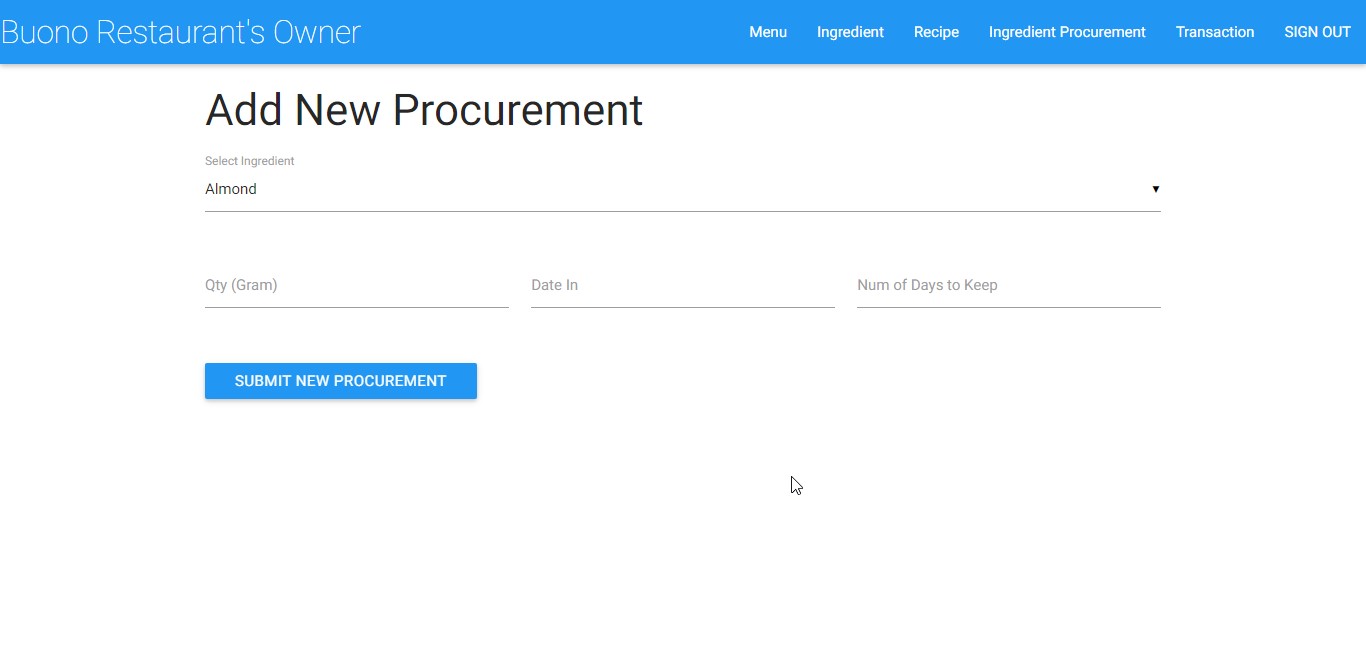 Buono Restaurant's Owner
Menu Ingredient Recipe Ingredient Procurement Transaction SIGN OUT
Add New Procurement
Select Ingredient
Almond
Qty (Gram) Date In Num of Days to Keep
SUBMIT NEW PROCUREMENT